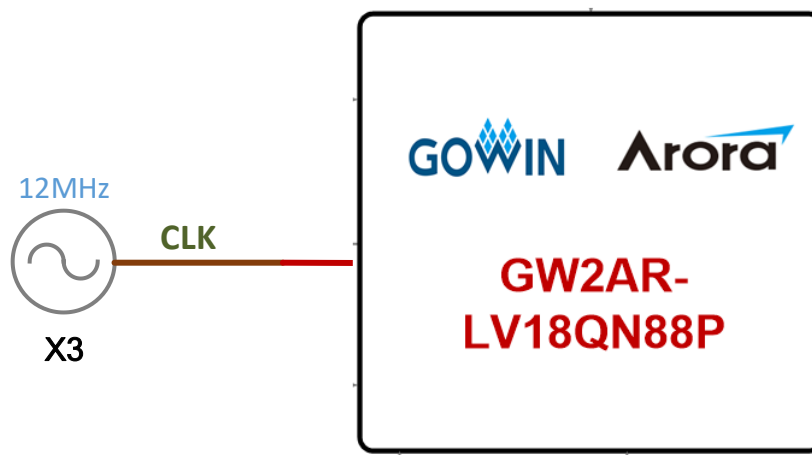 GOWIN Arora
12MHz
CLK
GW2AR-
LV18QN88P
X3